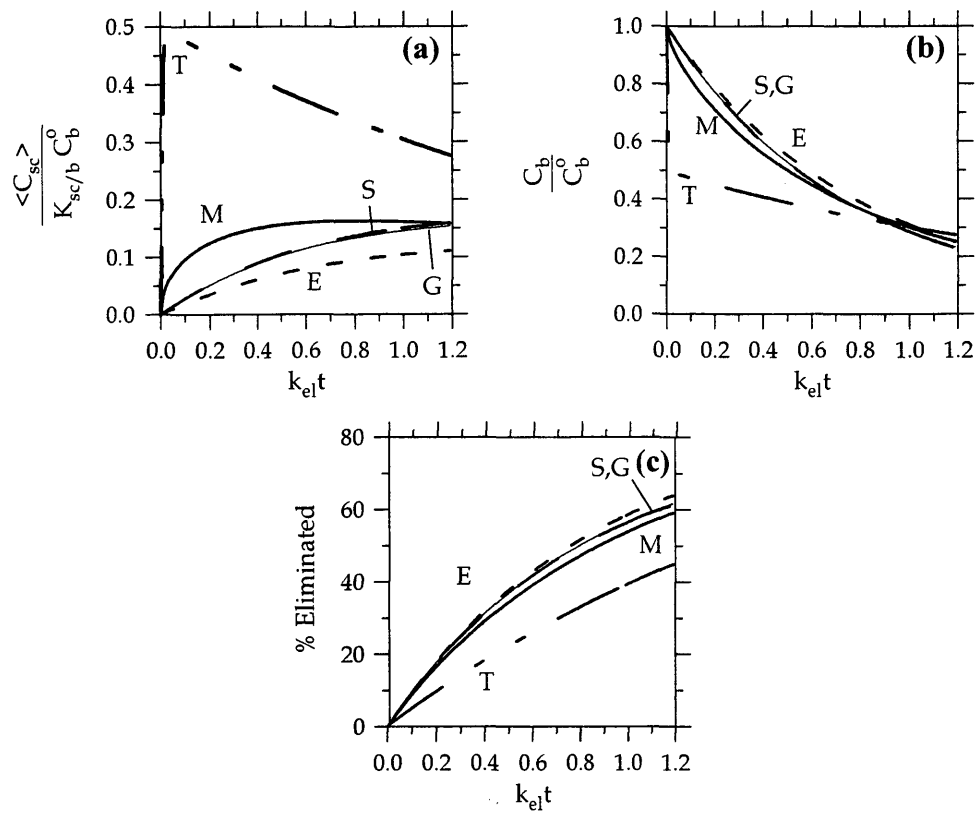 (a)
<C_sc>
K_sc/b C_b^o
0.5
0.4
0.3
0.2
0.1
0.0
T
M
S
E
G
0.0 0.2 0.4 0.6 0.8 1.0 1.2
k_el t
(b)
C_b
C_b^o
1.0
0.8
0.6
0.4
0.2
0.0
S,G
M
E
T
0.0 0.2 0.4 0.6 0.8 1.0 1.2
k_el t
(c)
% Eliminated
80
60
40
20
0
S,G
M
E
T
0.0 0.2 0.4 0.6 0.8 1.0 1.2
k_el t